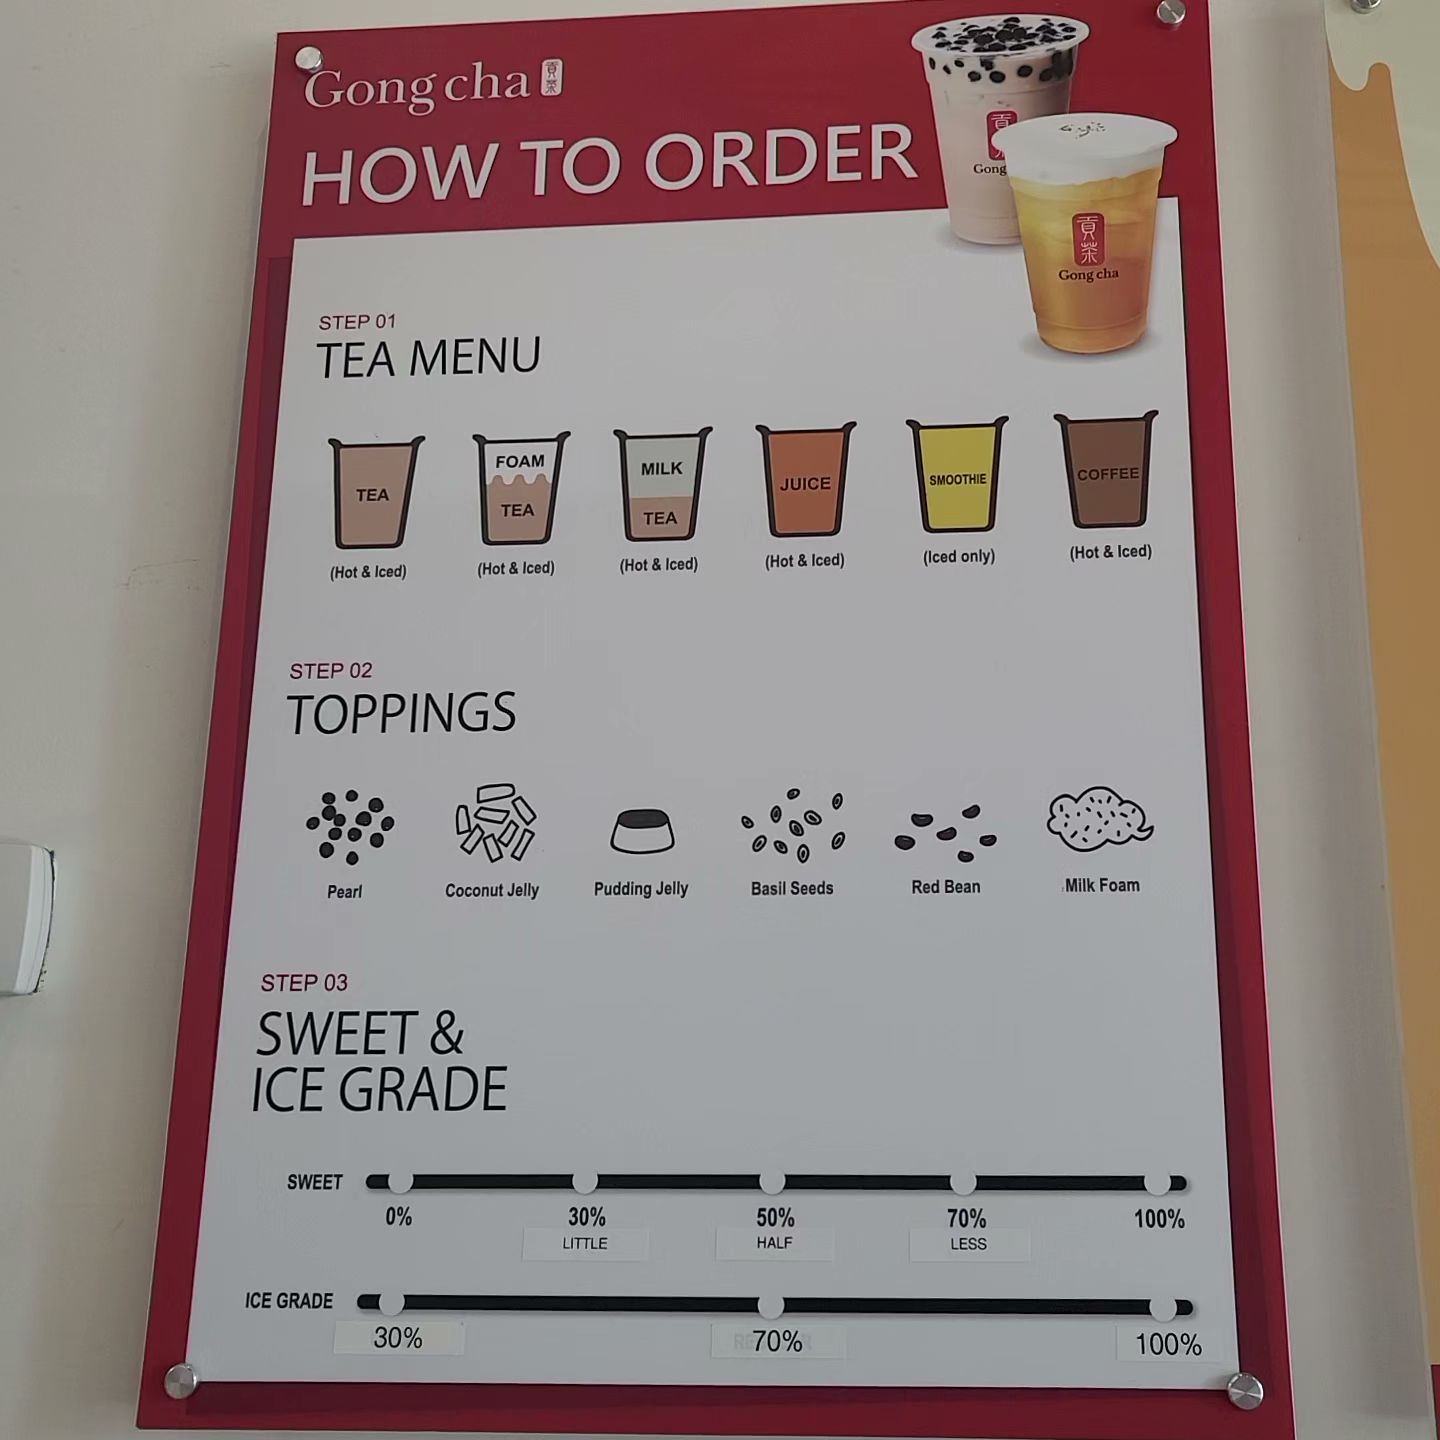 Gong cha 貢茶
HOW TO ORDER
貢
Gong
貢茶
Gong cha
STEP 01
TEA MENU
TEA
FOAM
TEA
MILK
TEA
JUICE
SMOOTHIE
COFFEE
(Hot & Iced) (Hot & Iced) (Hot & Iced) (Hot & Iced) (Iced only) (Hot & Iced)
STEP 02
TOPPINGS
Pearl Coconut Jelly Pudding Jelly Basil Seeds Red Bean Milk Foam
STEP 03
SWEET &
ICE GRADE
SWEET
0% 30% 50% 70% 100%
LITTLE HALF LESS
ICE GRADE
30% 70% 100%